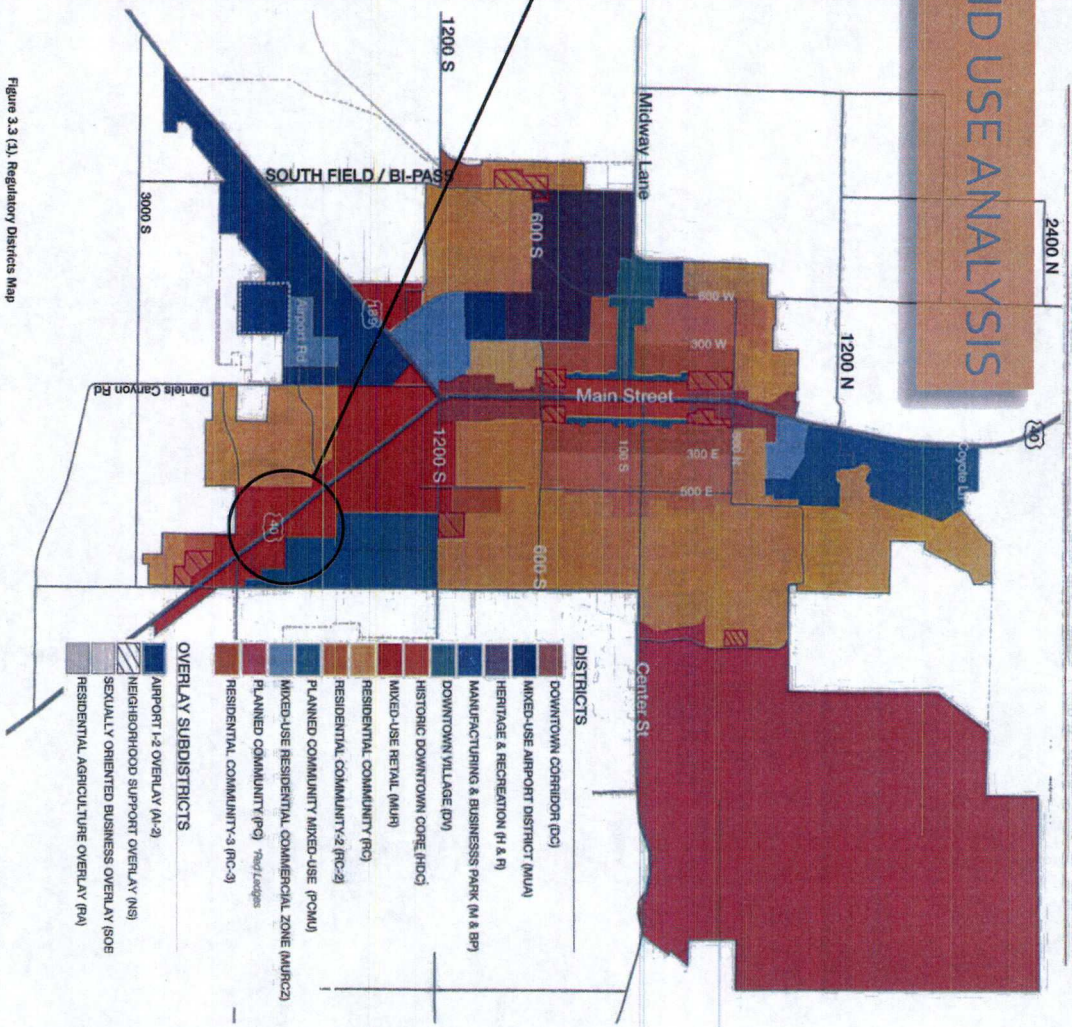 ND USE ANALYSIS
2400 N
1200 S
Midway Lane
1200 N
40
SOUTH FIELD / BI-PASS
3000 S
600 S
600 W
300 W
189
Airport Rd
Main Street
Daniels Canyon Rd
Coyote Ln
1200 S
100 S
300 E
500 E
40
600 S
Center St
DISTRICTS
DOWNTOWN CORRIDOR (DC)
MIXED-USE AIRPORT DISTRICT (MUA)
HERITAGE & RECREATION (H & R)
MANUFACTURING & BUSINESSS PARK (M & BP)
DOWNTOWN VILLAGE (DV)
HISTORIC DOWNTOWN CORE (HDC)
MIXED-USE RETAIL (MUR)
RESIDENTIAL COMMUNITY (RC)
RESIDENTIAL COMMUNITY-2 (RC-2)
PLANNED COMMUNITY MIXED-USE (PCMU)
MIXED-USE RESIDENTIAL COMMERCIAL ZONE (MURCZ)
PLANNED COMMUNITY (PC) *Red Ledges
RESIDENTIAL COMMUNITY-3 (RC-3)
OVERLAY SUBDISTRICTS
AIRPORT I-2 OVERLAY (AI-2)
NEIGHBORHOOD SUPPORT OVERLAY (NS)
SEXUALLY ORIENTED BUSINESS OVERLAY (SOB
RESIDENTIAL AGRICULTURE OVERLAY (RA)
Figure 3.3 (1). Regulatory Districts Map